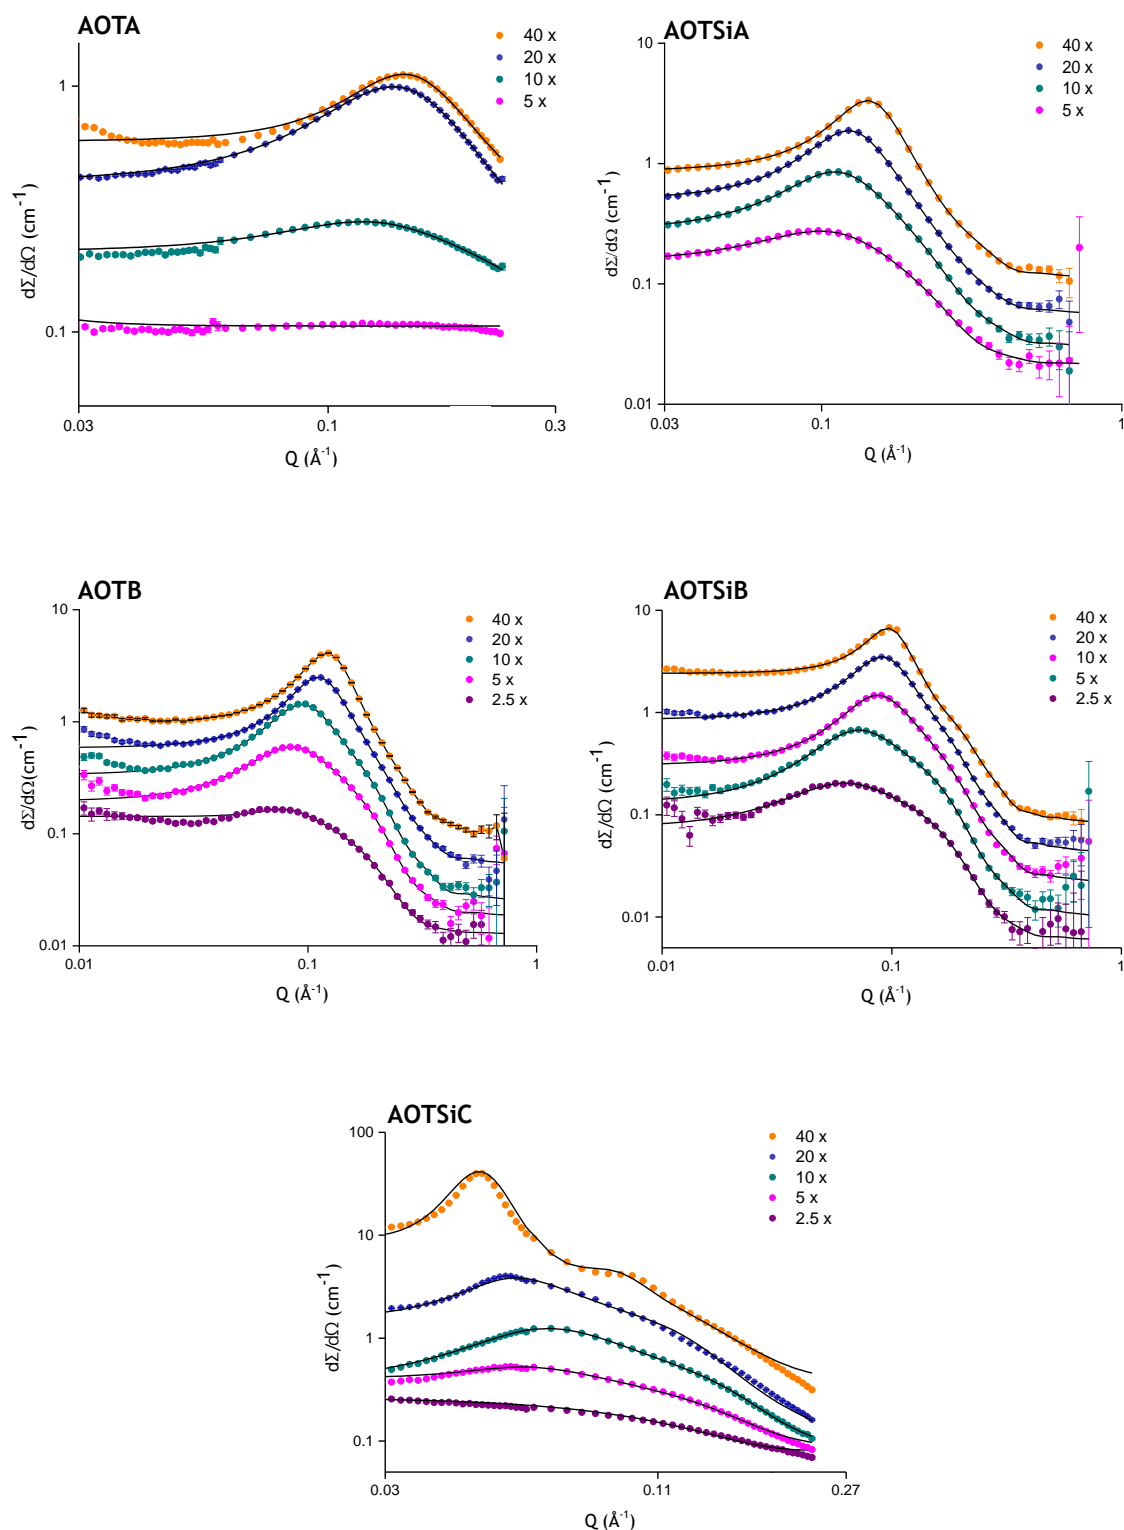 AOTA
40 x
20 x
10 x
5 x
1
0.1
dΣ/dΩ (cm⁻¹)
0.03
0.1
0.3
Q (Å⁻¹)
AOTSiA
40 x
20 x
10 x
5 x
10
1
0.1
0.01
dΣ/dΩ (cm⁻¹)
0.03
0.1
1
Q (Å⁻¹)
AOTB
40 x
20 x
10 x
5 x
2.5 x
10
1
0.1
0.01
dΣ/dΩ(cm⁻¹)
0.01
0.1
1
Q (Å⁻¹)
AOTSiB
40 x
20 x
10 x
5 x
2.5 x
10
1
0.1
0.01
dΣ/dΩ (cm⁻¹)
0.01
0.1
1
Q (Å⁻¹)
AOTSiC
40 x
20 x
10 x
5 x
2.5 x
100
10
1
0.1
dΣ/dΩ (cm⁻¹)
0.03
0.11
0.27
Q (Å⁻¹)